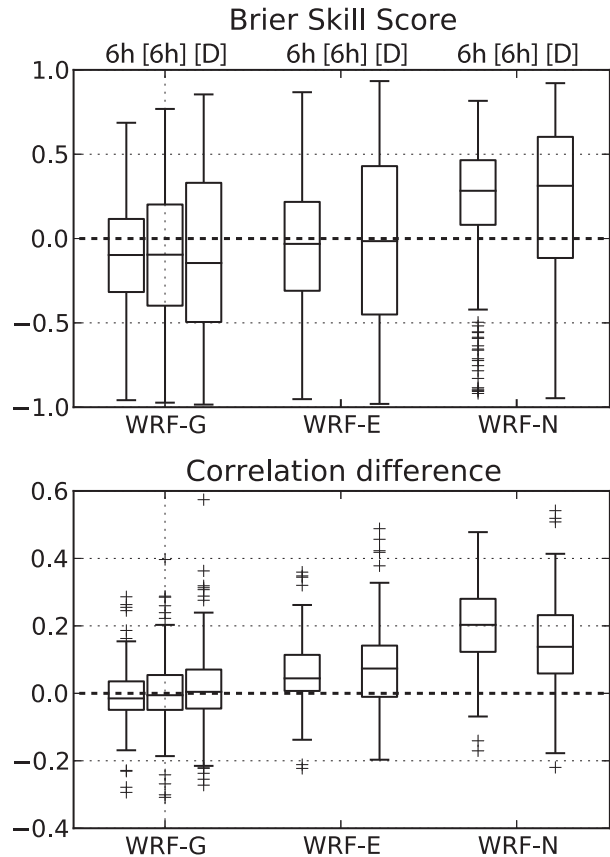 Brier Skill Score
6h [6h] [D] 6h [6h] [D] 6h [6h] [D]
1.0
0.5
0.0
−0.5
−1.0
WRF-G WRF-E WRF-N
Correlation difference
0.6
0.4
0.2
0.0
−0.2
−0.4
WRF-G WRF-E WRF-N